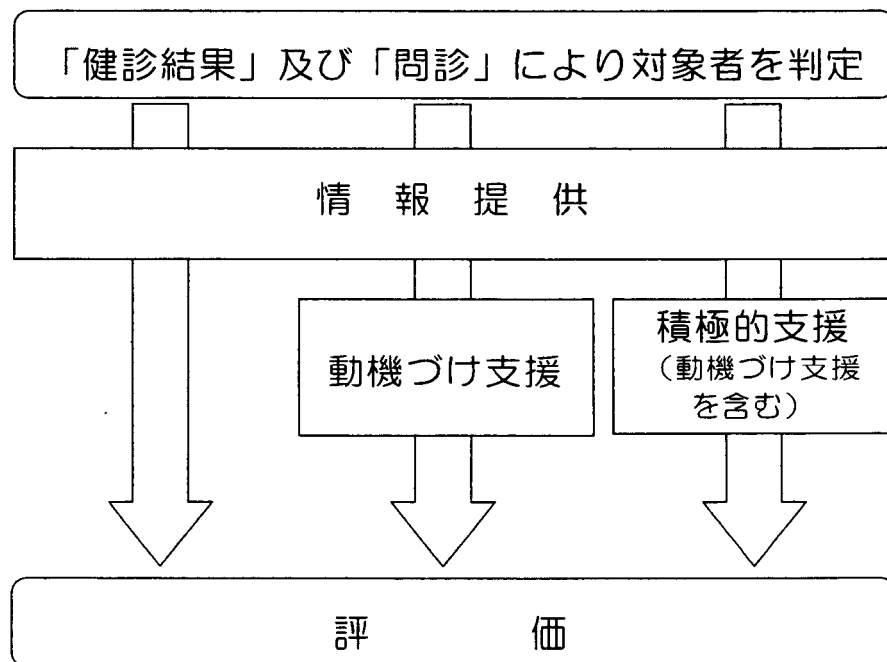 「健診結果」及び「問診」により対象者を判定
情報提供
動機づけ支援
積極的支援
（動機づけ支援
を含む）
評価